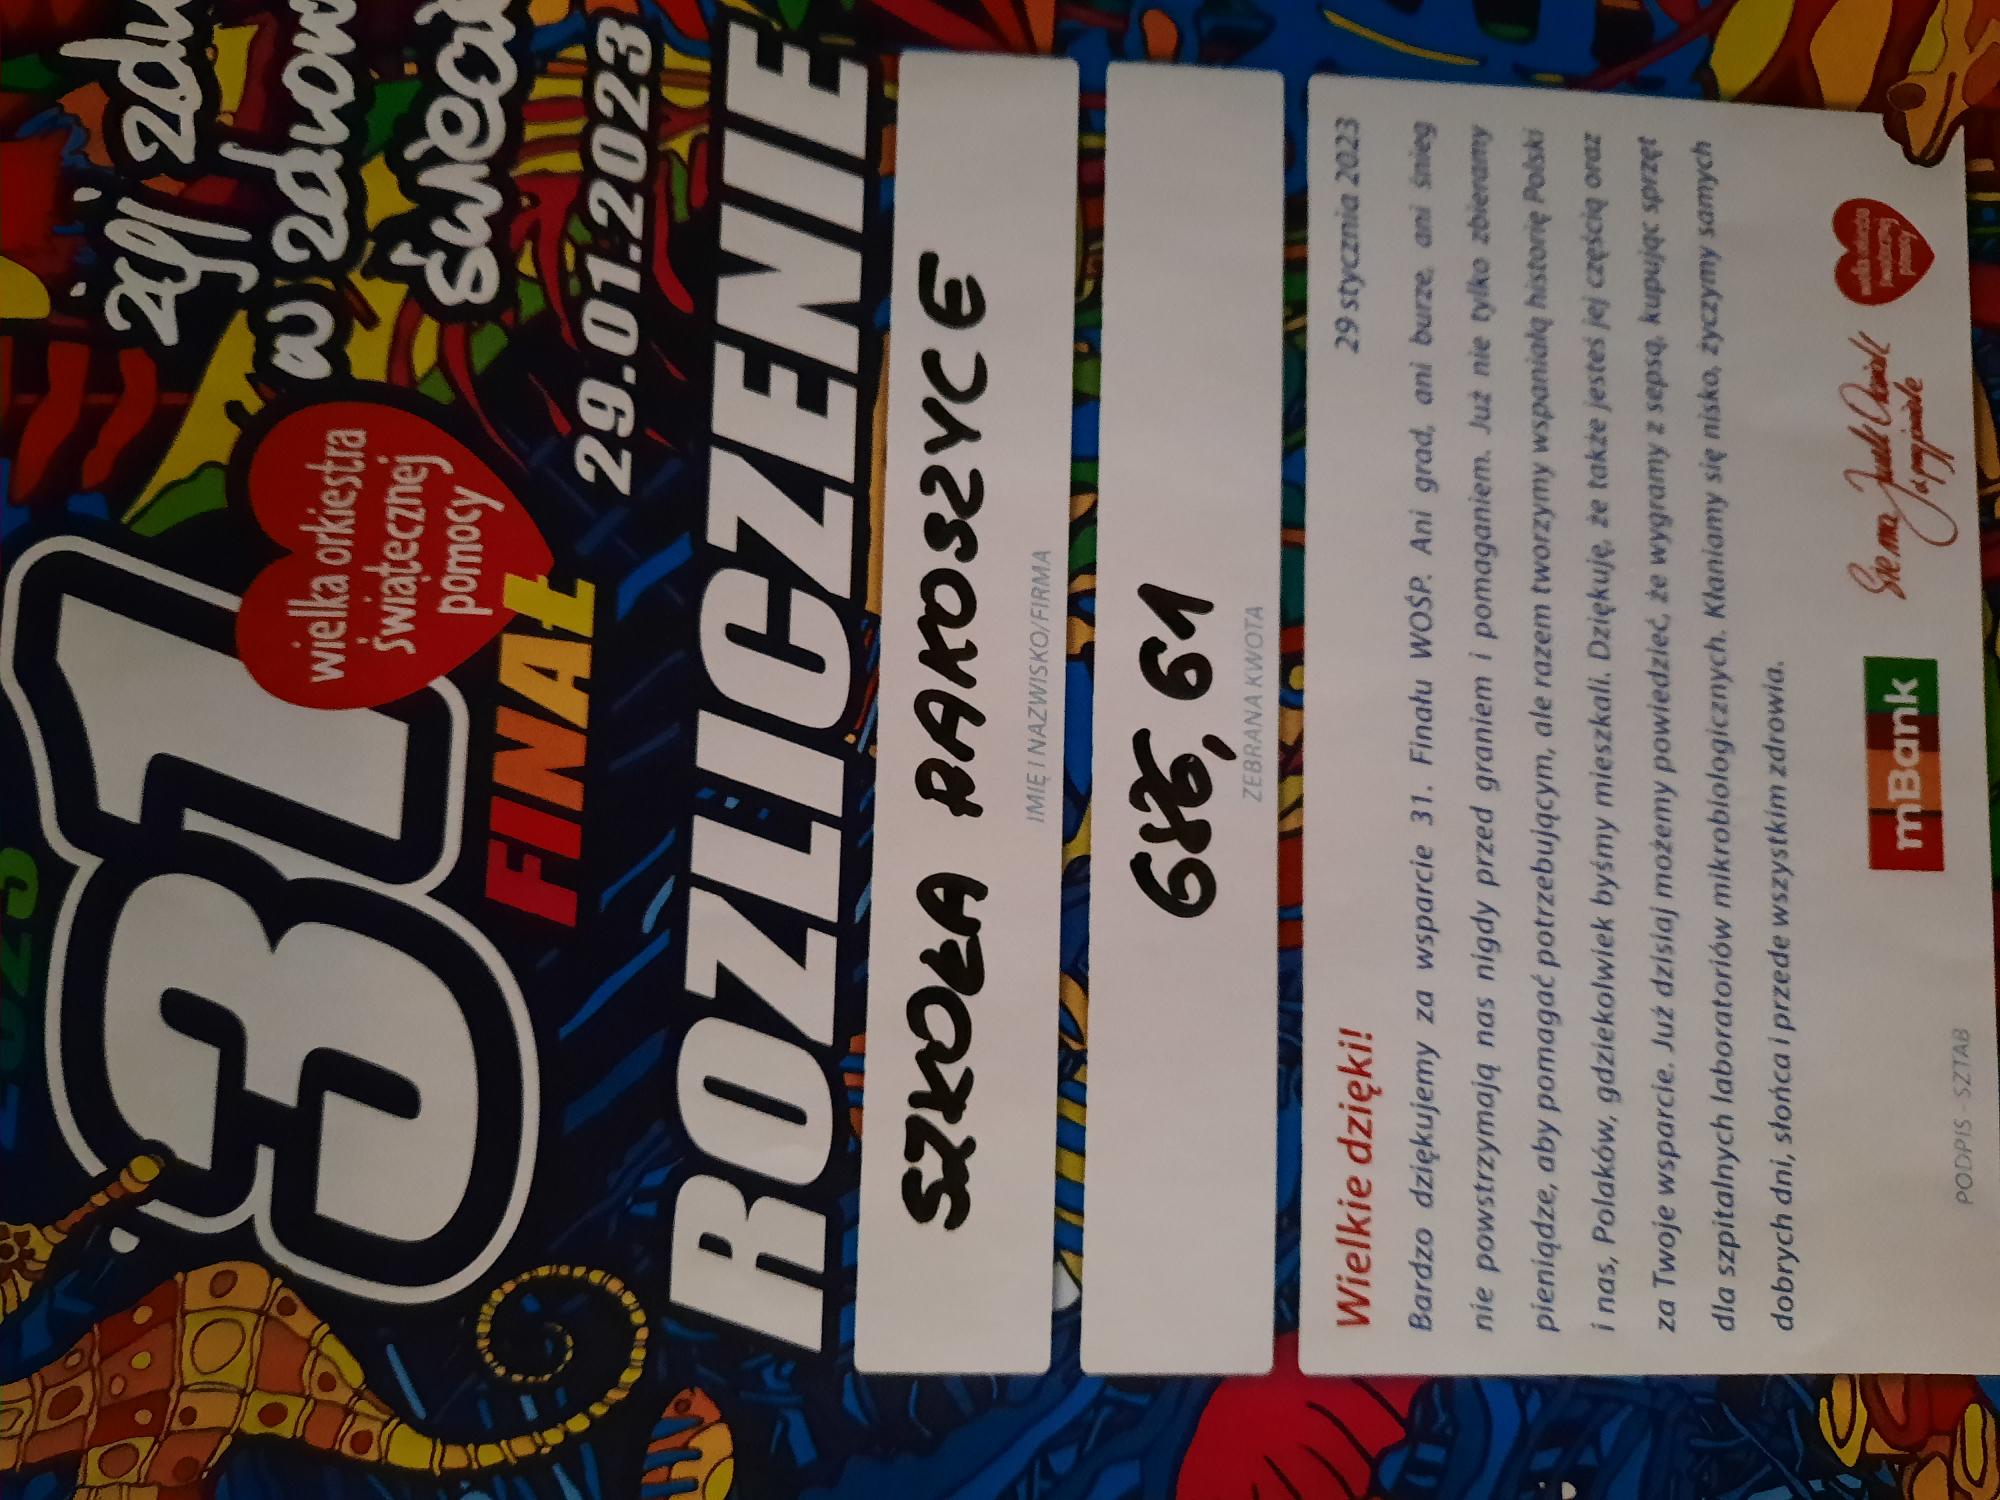 31
wielka orkiestra
świątecznej
pomocy
FINAŁ
żyj
w
29.01.2023
ROZLICZENIE
SZKOŁA RAKOSZYCE
IMIĘ I NAZWISKO/FIRMA
ZEBRANA KWOTA
29 stycznia 2023
Wielkie dzięki!
Bardzo dziękujemy za wsparcie 31. Finału WOŚP. Ani grad, ani burze, ani śnieg
nie powstrzymają nas nigdy przed graniem i pomaganiem. Już nie tylko zbieramy
pieniądze, aby pomagać potrzebującym, ale razem tworzymy wspaniałą historię Polski
i nas, Polaków, gdziekolwiek byśmy mieszkali. Dziękuję, że także jesteś jej częścią oraz
za Twoje wsparcie. Już dzisiaj możemy powiedzieć, że wygramy z sepsą, kupując sprzęt
dla szpitalnych laboratoriów mikrobiologicznych. Kłaniamy się nisko, życzymy samych
dobrych dni, słońca i przede wszystkim zdrowia.
mBank
wielka orkiestra
świątecznej
pomocy
PODPIS - SZTAB